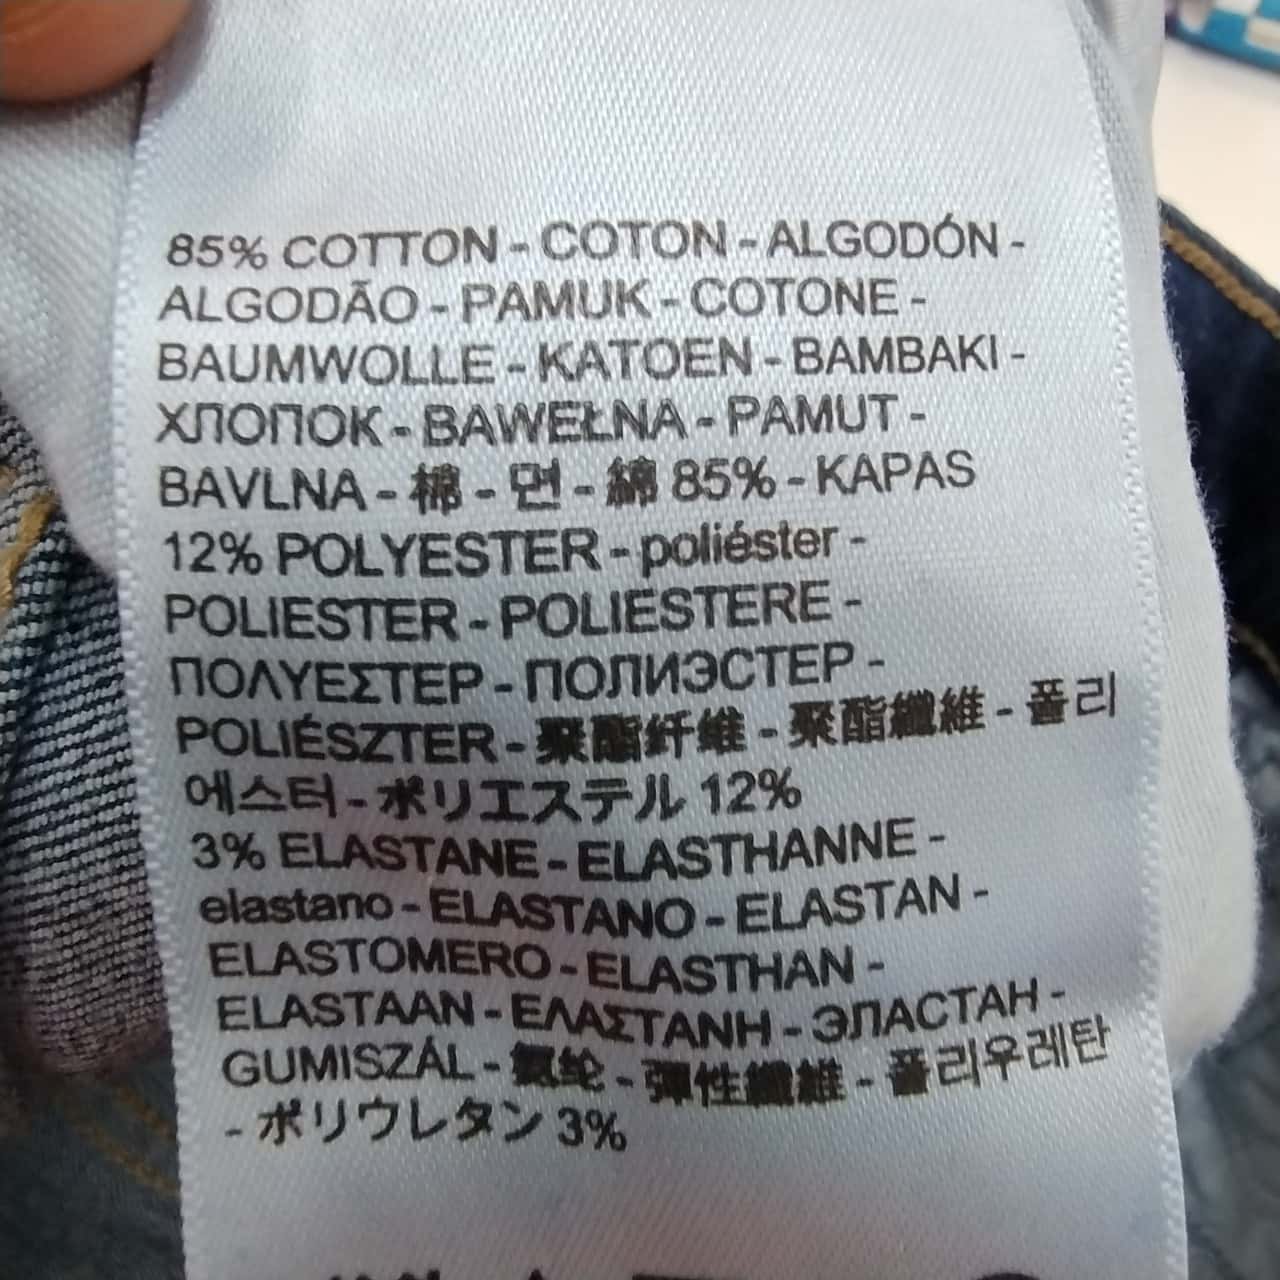 85% COTTON - COTON - ALGODÓN -
ALGODÃO - PAMUK - COTONE -
BAUMWOLLE - KATOEN - BAMBAKI -
ХЛОПОК - BAWEŁNA - PAMUT -
BAVLNA - 棉 - 면 - 綿 85% - KAPAS
12% POLYESTER - poliéster -
POLIESTER - POLIESTERE -
ΠΟΛΥΕΣΤΕΡ - ПОЛИЭСТЕР -
POLIÉSZTER - 聚酯纤维 - 聚酯纖維 - 폴리
에스터 - ポリエステル 12%
3% ELASTANE - ELASTHANNE -
elastano - ELASTANO - ELASTAN -
ELASTOMERO - ELASTHAN -
ELASTAAN - ΕΛΑΣΤΑΝΗ - ЭЛАСТАН -
GUMISZÁL - 氨纶 - 彈性纖維 - 폴리우레탄
- ポリウレタン 3%